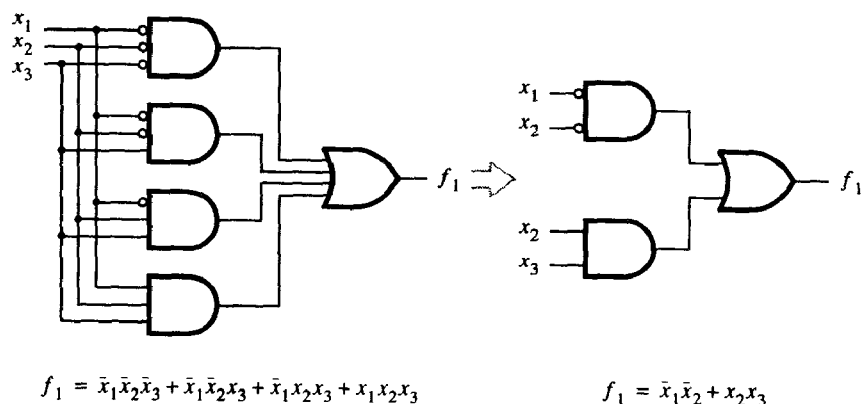 x₁
x₂
x₃
f₁
x₁
x₂
x₂
x₃
f₁
f₁ = x̄₁x̄₂x̄₃ + x̄₁x̄₂x₃ + x̄₁x₂x₃ + x₁x₂x₃
f₁ = x̄₁x̄₂ + x₂x₃